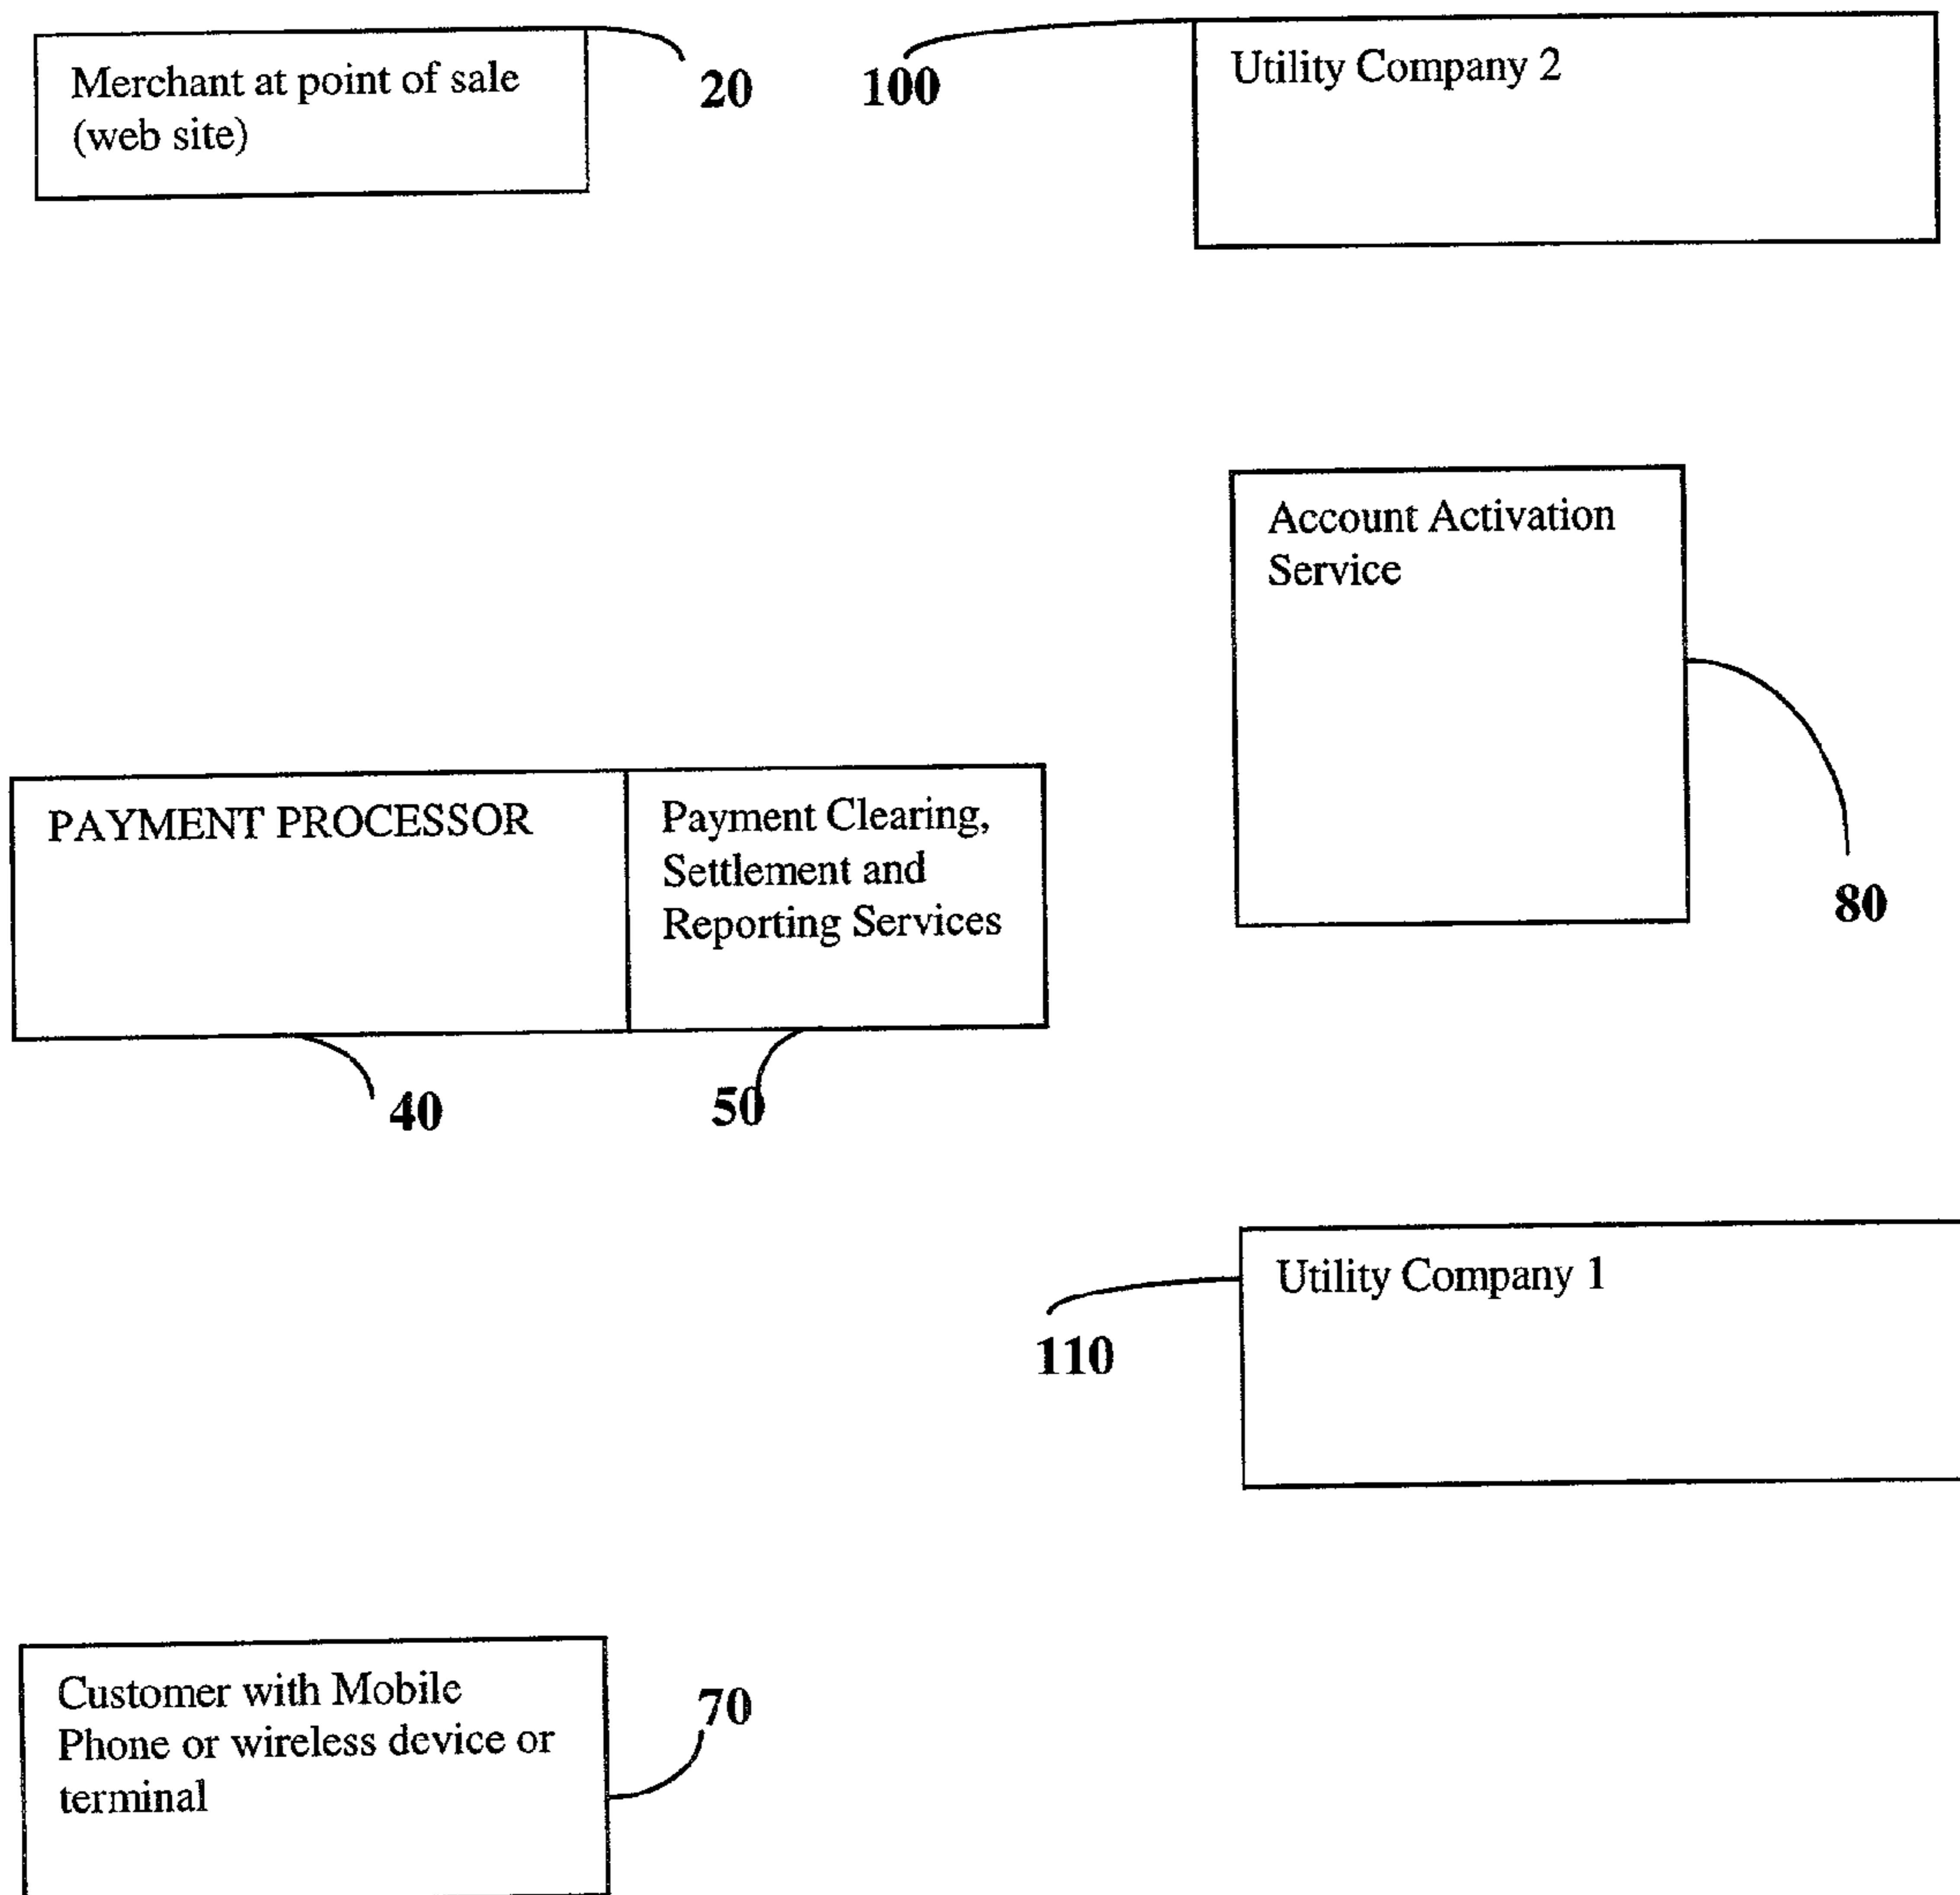 Merchant at point of sale
(web site)
20
100
Utility Company 2
Account Activation
Service
80
PAYMENT PROCESSOR
Payment Clearing,
Settlement and
Reporting Services
40
50
Utility Company 1
110
Customer with Mobile
Phone or wireless device or
terminal
70